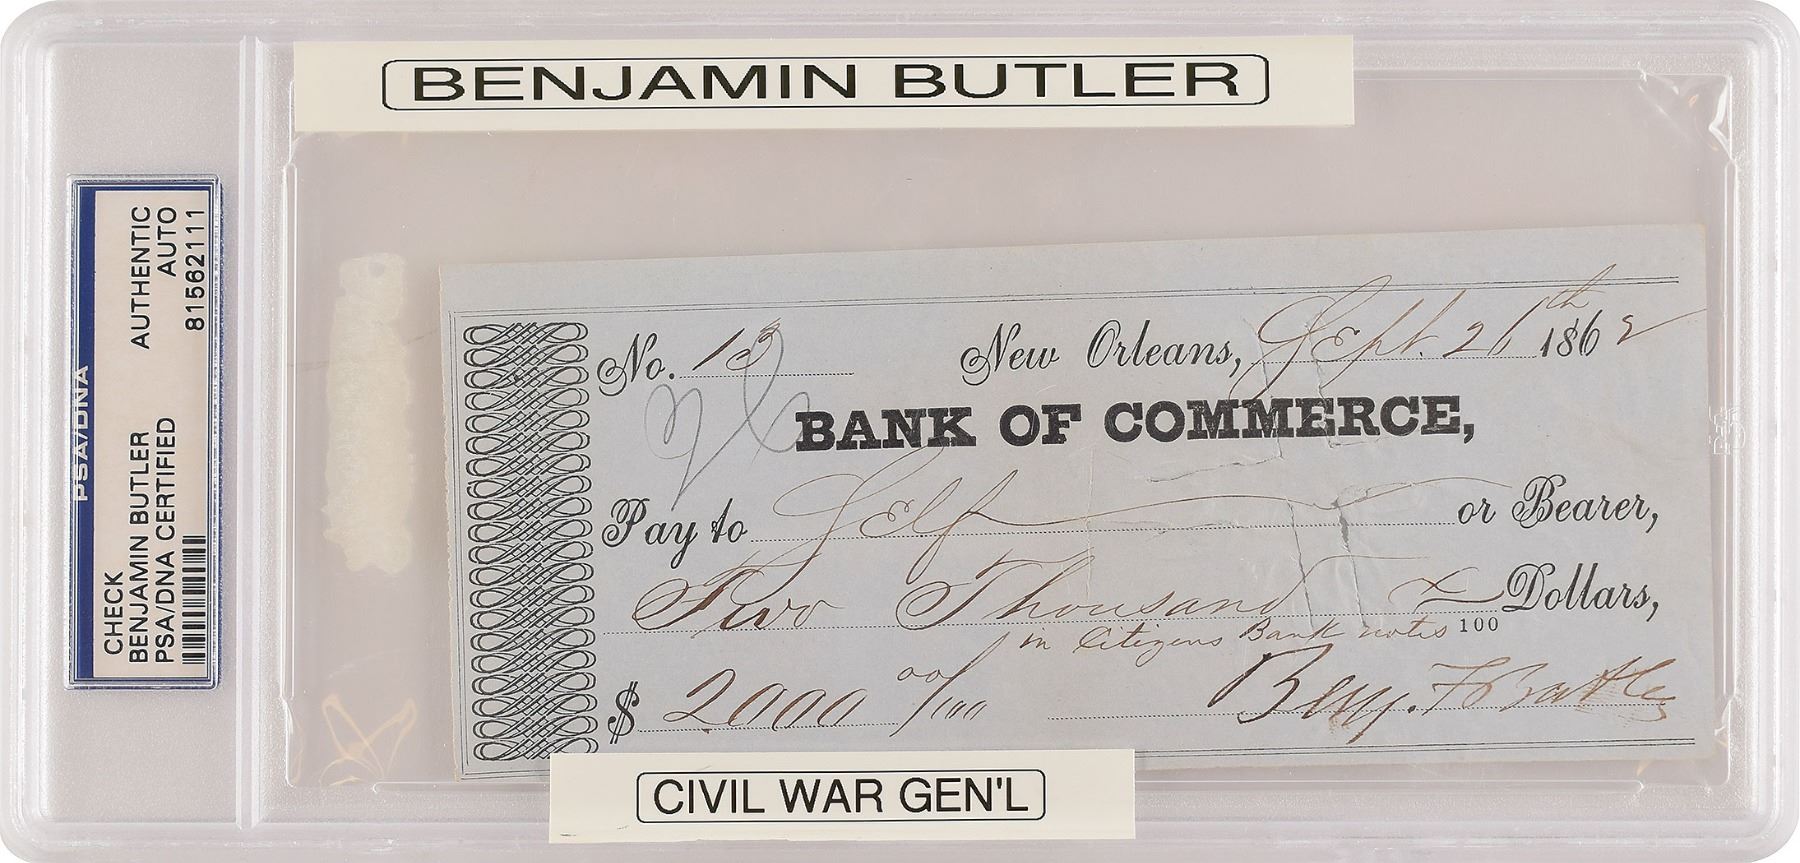 BENJAMIN BUTLER
PSA/DNA
CHECK AUTHENTIC
BENJAMIN BUTLER AUTO
PSA/DNA CERTIFIED 81562111
No. 13 New Orleans, Sept. 26th 1862
BANK OF COMMERCE,
Pay to Self or Bearer,
Two Thousand x Dollars,
100
in Citizens Bank notes
$ 2000 00/100 Benj. F Butler
CIVIL WAR GEN'L